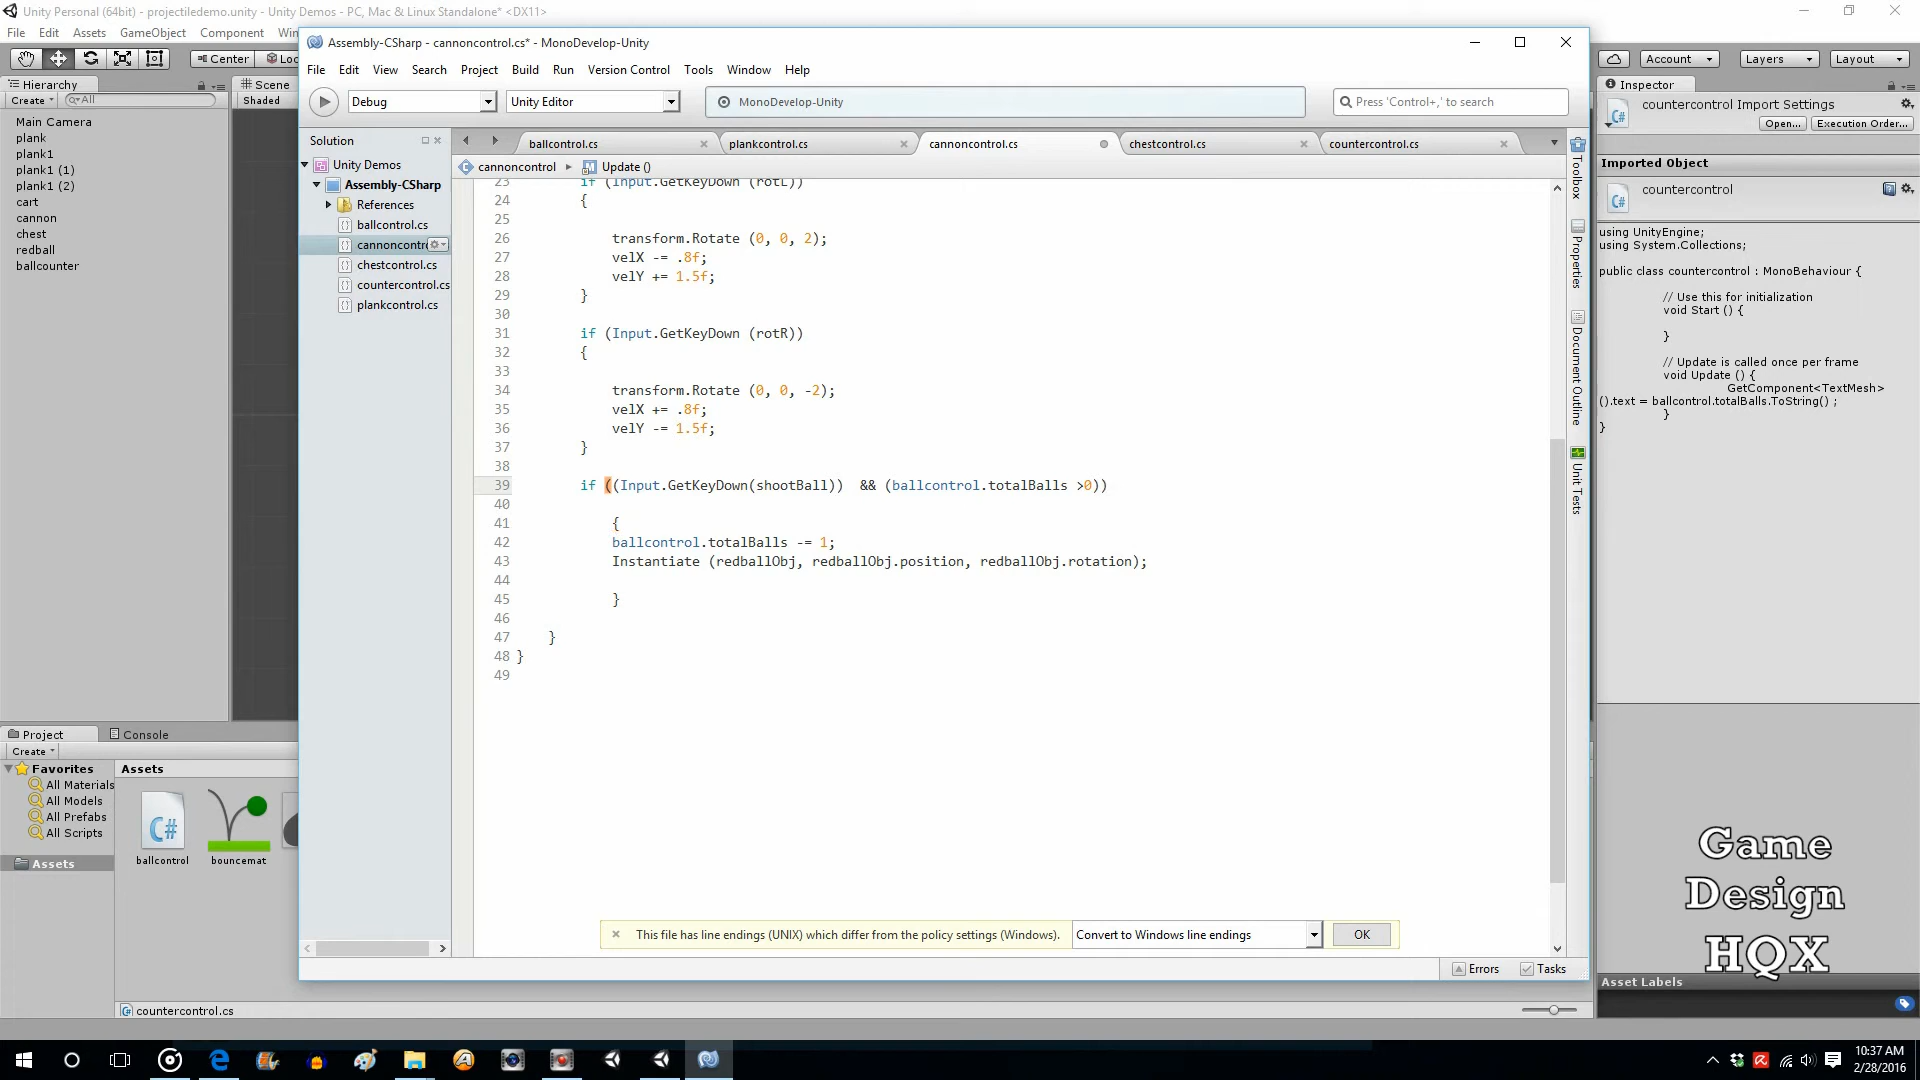 Unity Personal (64bit) - projectiledemo.unity - Unity Demos - PC, Mac & Linux Standalone* <DX11>
File Edit Assets GameObject Component Win
Center Loc
Account Layers Layout
Hierarchy
Create All
Main Camera
plank
plank1
plank1 (1)
plank1 (2)
cart
cannon
chest
redball
ballcounter
Scene
Shaded
Assembly-CSharp - cannoncontrol.cs* - MonoDevelop-Unity
File Edit View Search Project Build Run Version Control Tools Window Help
Debug Unity Editor MonoDevelop-Unity Press 'Control+,' to search
Solution
Unity Demos
Assembly-CSharp
References
ballcontrol.cs
cannoncontro
chestcontrol.cs
countercontrol.cs
plankcontrol.cs
ballcontrol.cs plankcontrol.cs cannoncontrol.cs chestcontrol.cs countercontrol.cs
cannoncontrol Update ()
23 if (Input.GetKeyDown (rotL))
24 {
25
26 transform.Rotate (0, 0, 2);
27 velX -= .8f;
28 velY += 1.5f;
29 }
30
31 if (Input.GetKeyDown (rotR))
32 {
33
34 transform.Rotate (0, 0, -2);
35 velX += .8f;
36 velY -= 1.5f;
37 }
38
39 if ((Input.GetKeyDown(shootBall)) && (ballcontrol.totalBalls >0))
40
41 {
42 ballcontrol.totalBalls -= 1;
43 Instantiate (redballObj, redballObj.position, redballObj.rotation);
44
45 }
46
47 }
48 }
49
This file has line endings (UNIX) which differ from the policy settings (Windows). Convert to Windows line endings OK
Errors Tasks
Toolbox
Properties
Document Outline
Unit Tests
Inspector
countercontrol Import Settings
Open... Execution Order...
Imported Object
countercontrol
using UnityEngine;
using System.Collections;
public class countercontrol : MonoBehaviour {
// Use this for initialization
void Start () {
}
// Update is called once per frame
void Update () {
GetComponent<TextMesh>
().text = ballcontrol.totalBalls.ToString() ;
}
}
Game
Design
HQX
Asset Labels
Project Console
Create
Favorites
All Materials
All Models
All Prefabs
All Scripts
Assets
Assets
C#
ballcontrol bouncemat
countercontrol.cs
10:37 AM
2/28/2016